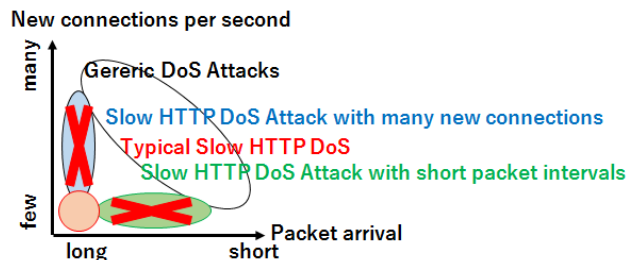 New connections per second
many
Gereric DoS Attacks
Slow HTTP DoS Attack with many new connections
Typical Slow HTTP DoS
Slow HTTP DoS Attack with short packet intervals
few
Packet arrival
long
short